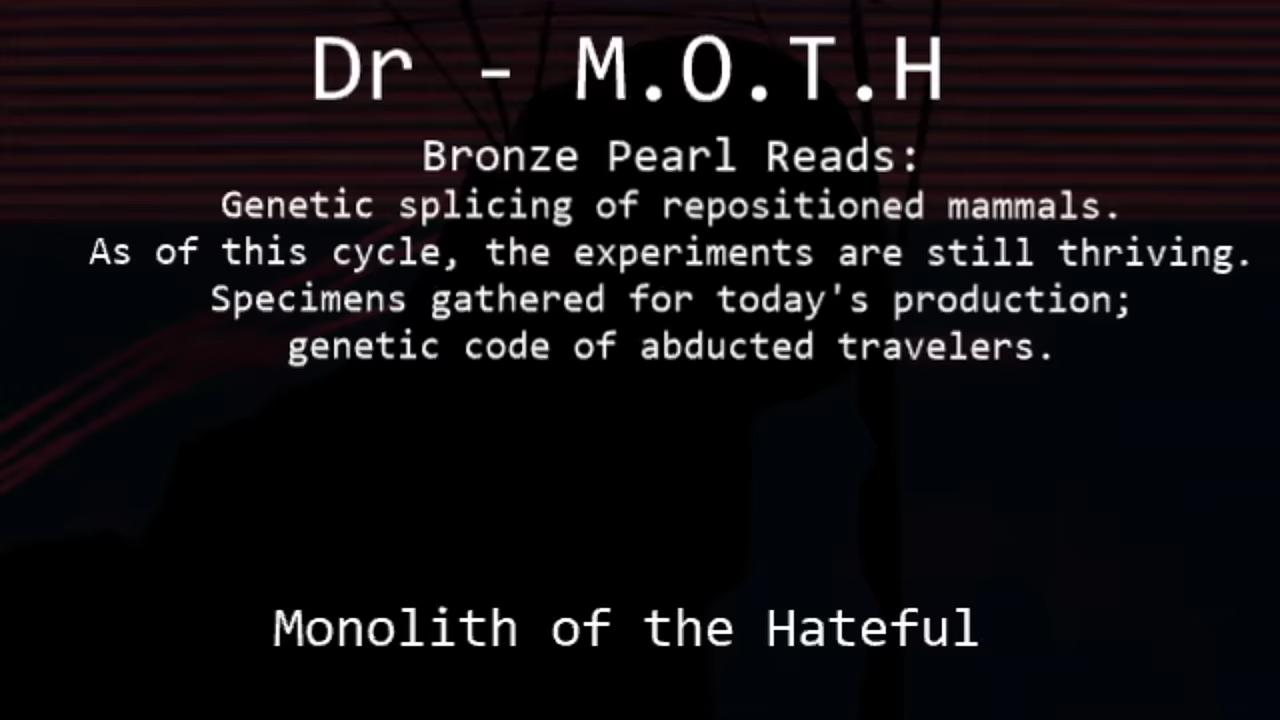 Dr - M.O.T.H
Bronze Pearl Reads:
Genetic splicing of repositioned mammals.
As of this cycle, the experiments are still thriving.
Specimens gathered for today's production;
genetic code of abducted travelers.
Monolith of the Hateful